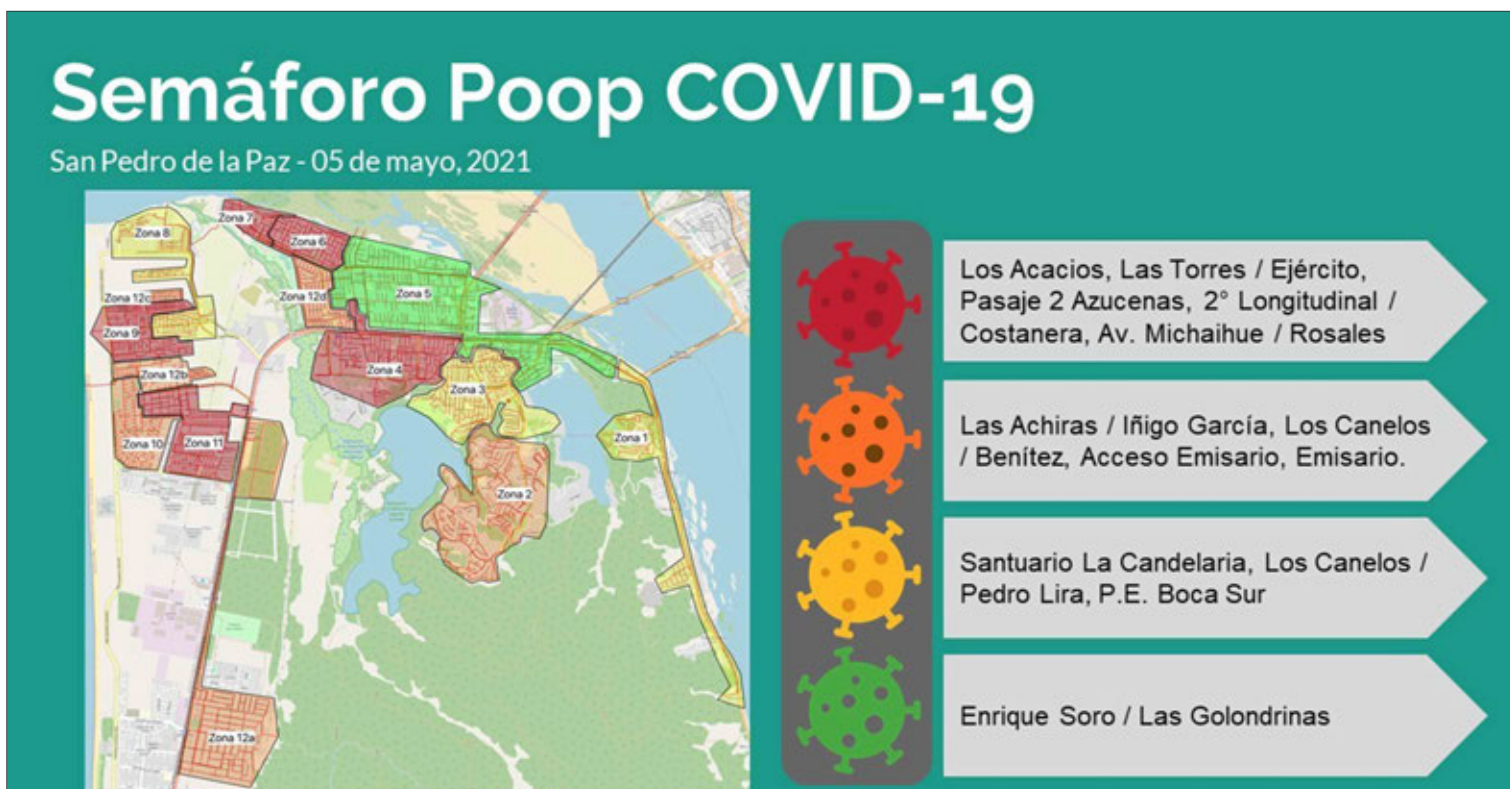 Semáforo Poop COVID-19
San Pedro de la Paz - 05 de mayo, 2021
Zona 7
Zona 8
Zona 6
Zona 12c
Zona 12d
Zona 5
Zona 9
Zona 4
Zona 12b
Zona 3
Zona 10
Zona 11
Zona 1
Zona 2
Zona 12a
Los Acacios, Las Torres / Ejército,
Pasaje 2 Azucenas, 2° Longitudinal /
Costanera, Av. Michaihue / Rosales
Las Achiras / Iñigo García, Los Canelos
/ Benítez, Acceso Emisario, Emisario.
Santuario La Candelaria, Los Canelos /
Pedro Lira, P.E. Boca Sur
Enrique Soro / Las Golondrinas